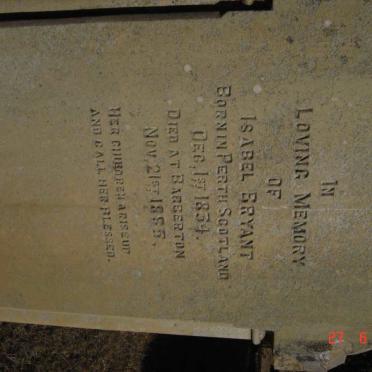 IN
LOVING MEMORY
OF
ISABEL BRYANT
BORN IN PERTH SCOTLAND
DEC, 1ST 1834.
DIED AT BARBERTON
NOV, 21ST
HER CHILDREN ARISE UP
AND CALL HER BLESSED.
27 6